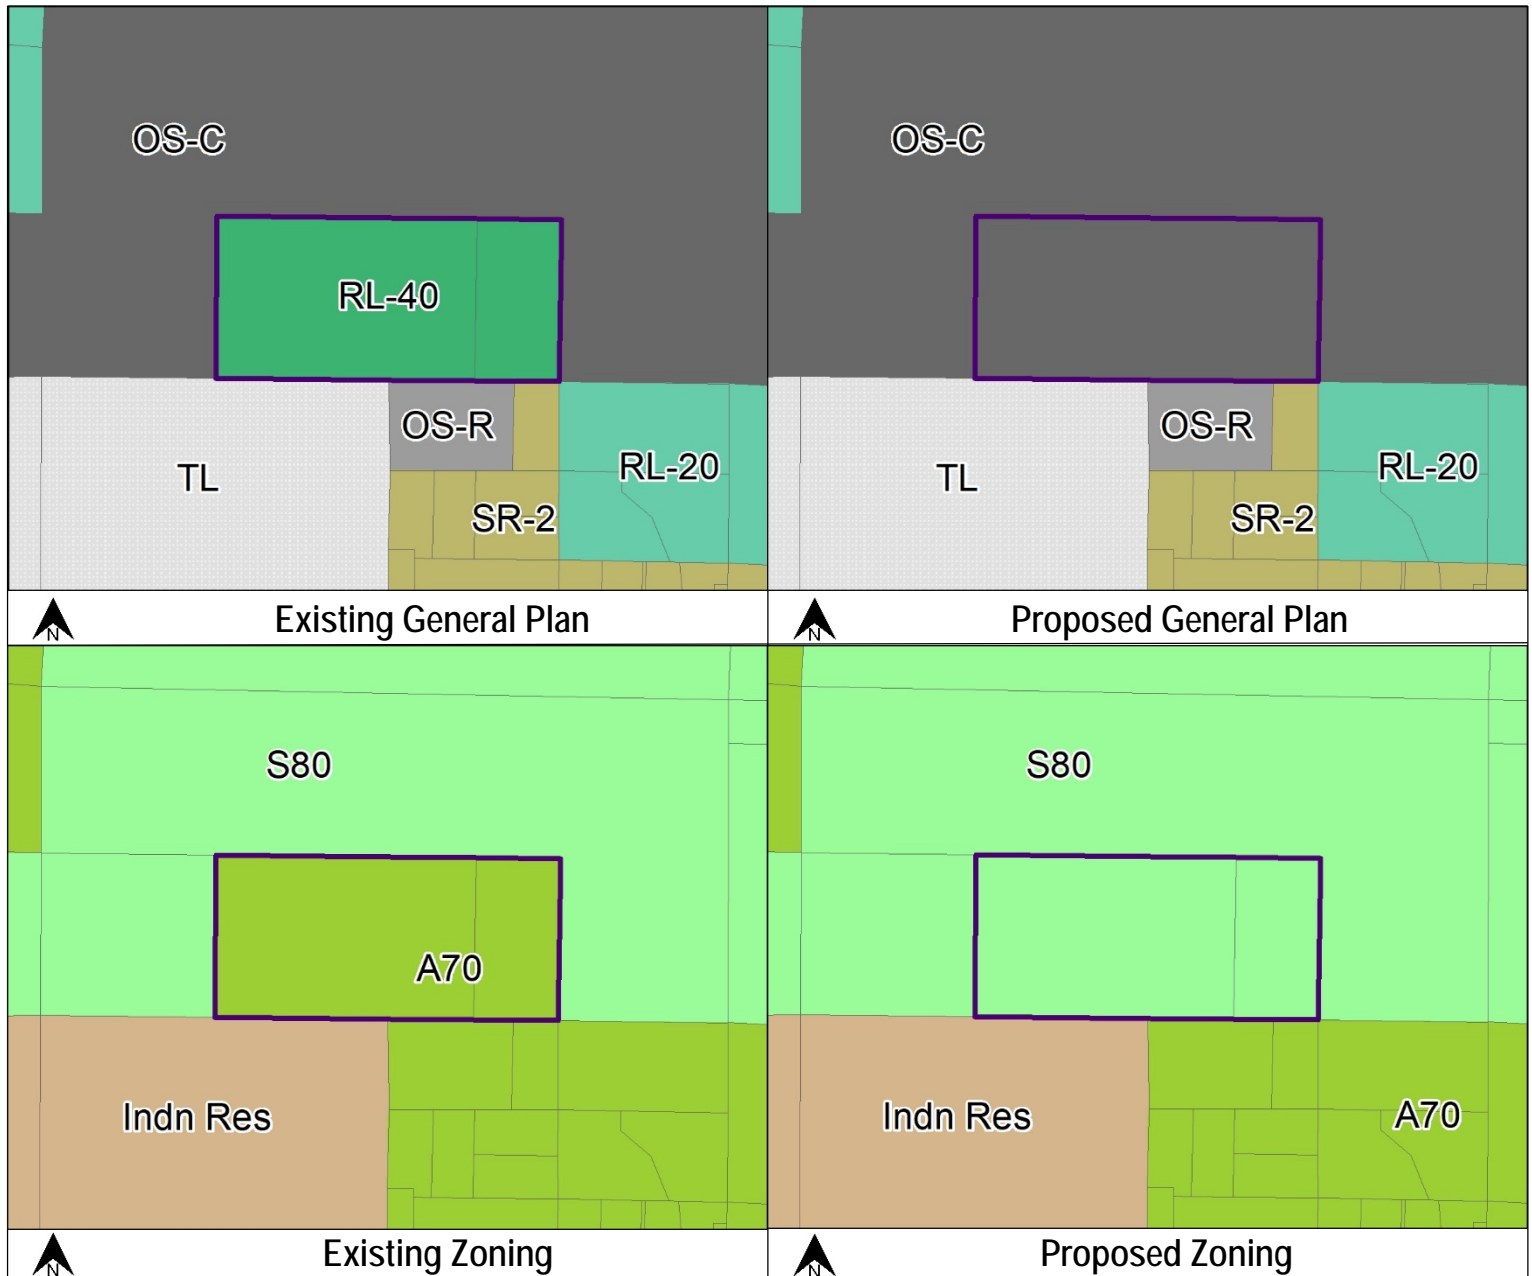 OS-C
RL-40
OS-R
TL
RL-20
SR-2
N
Existing General Plan
OS-C
OS-R
TL
RL-20
SR-2
N
Proposed General Plan
S80
A70
Indn Res
N
Existing Zoning
S80
Indn Res
A70
N
Proposed Zoning